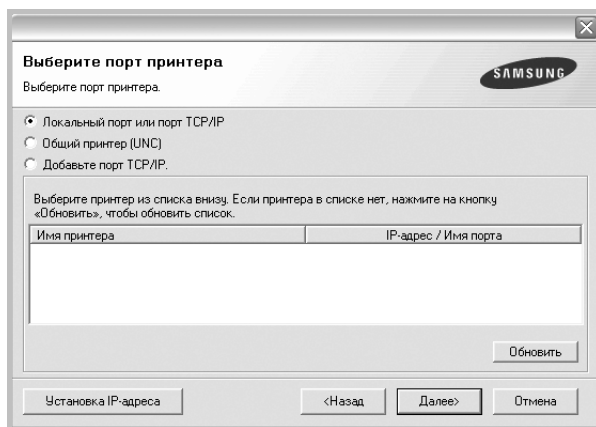 Выберите порт принтера
Выберите порт принтера.
SAMSUNG
Локальный порт или порт TCP/IP
Общий принтер (UNC)
Добавьте порт TCP/IP.
Выберите принтер из списка внизу. Если принтера в списке нет, нажмите на кнопку
«Обновить», чтобы обновить список.
Имя принтера IP-адрес / Имя порта
Обновить
Установка IP-адреса <Назад Далее> Отмена